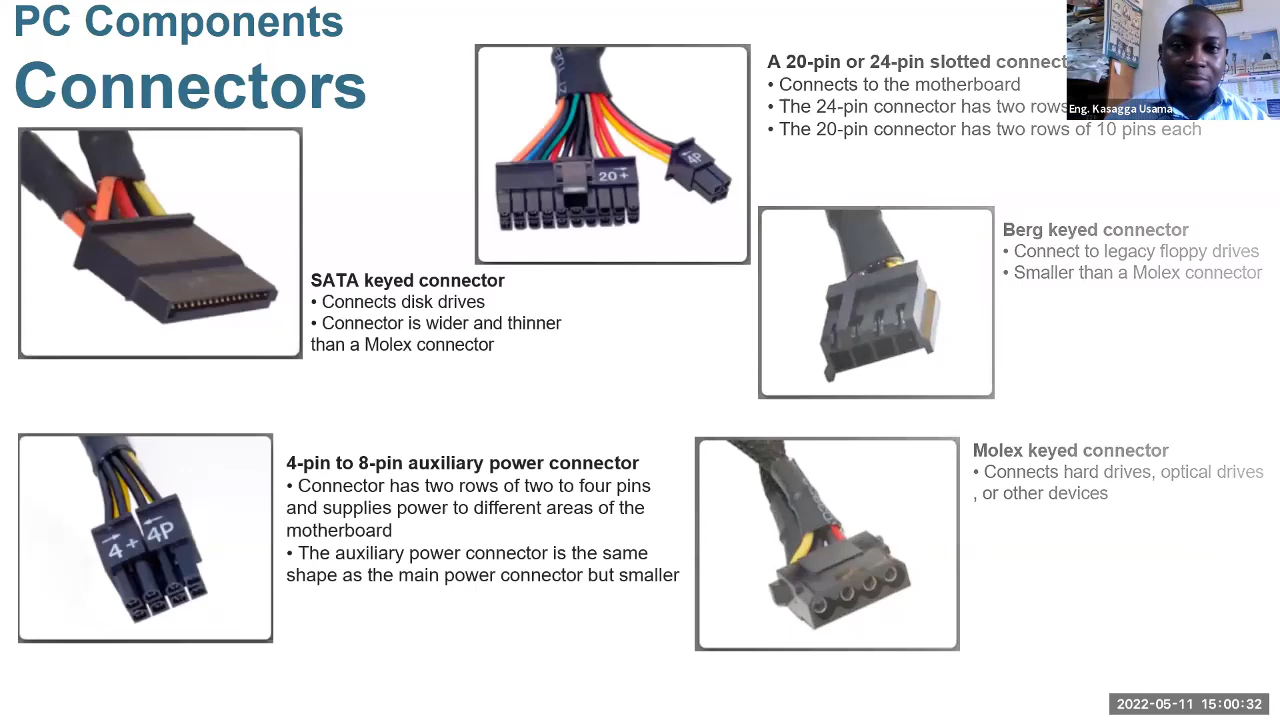 PC Components
Connectors
A 20-pin or 24-pin slotted
• Connects to the motherboard
• The 24-pin connector has two rows
• The 20-pin connector has two rows of 10 pins each
Eng. Kasagga Usama
20+
4P
SATA keyed connector
• Connects disk drives
• Connector is wider and thinner
than a Molex connector
Berg keyed connector
• Connect to legacy floppy drives
• Smaller than a Molex connector
4-pin to 8-pin auxiliary power connector
• Connector has two rows of two to four pins
and supplies power to different areas of the
motherboard
• The auxiliary power connector is the same
shape as the main power connector but smaller
4+
4P
Molex keyed connector
• Connects hard drives, optical drives
, or other devices
2022-05-11 15:00:32